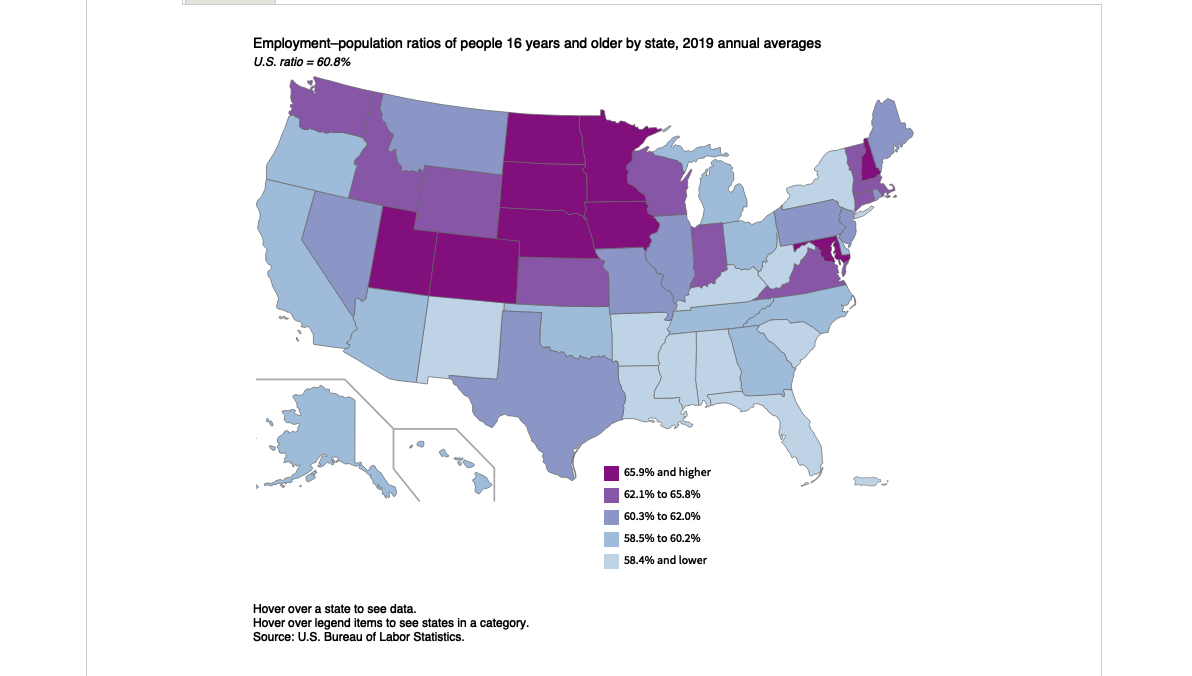 Employment–population ratios of people 16 years and older by state, 2019 annual averages
U.S. ratio = 60.8%
65.9% and higher
62.1% to 65.8%
60.3% to 62.0%
58.5% to 60.2%
58.4% and lower
Hover over a state to see data.
Hover over legend items to see states in a category.
Source: U.S. Bureau of Labor Statistics.